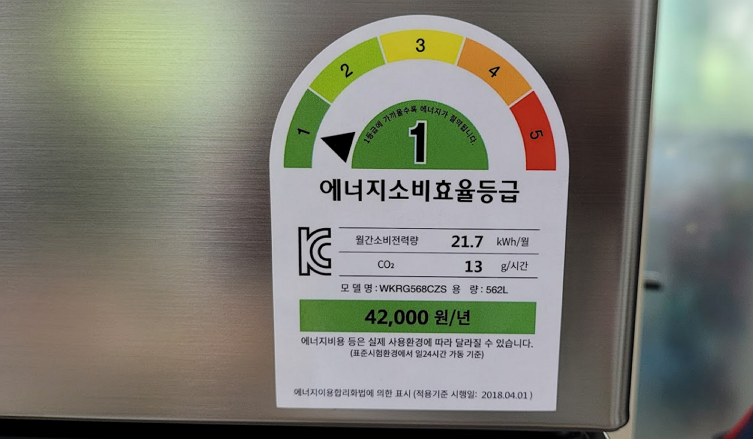 1 2 3 4 5
1등급에 가까울수록 에너지가 절약됩니다.
1
에너지소비효율등급
월간소비전력량 21.7 kWh/월
CO₂ 13 g/시간
모 델 명 : WKRG568CZS 용 량 : 562L
42,000 원/년
에너지비용 등은 실제 사용환경에 따라 달라질 수 있습니다.
(표준시험환경에서 일24시간 가동 기준)
에너지이용합리화법에 의한 표시 (적용기준 시행일: 2018.04.01)